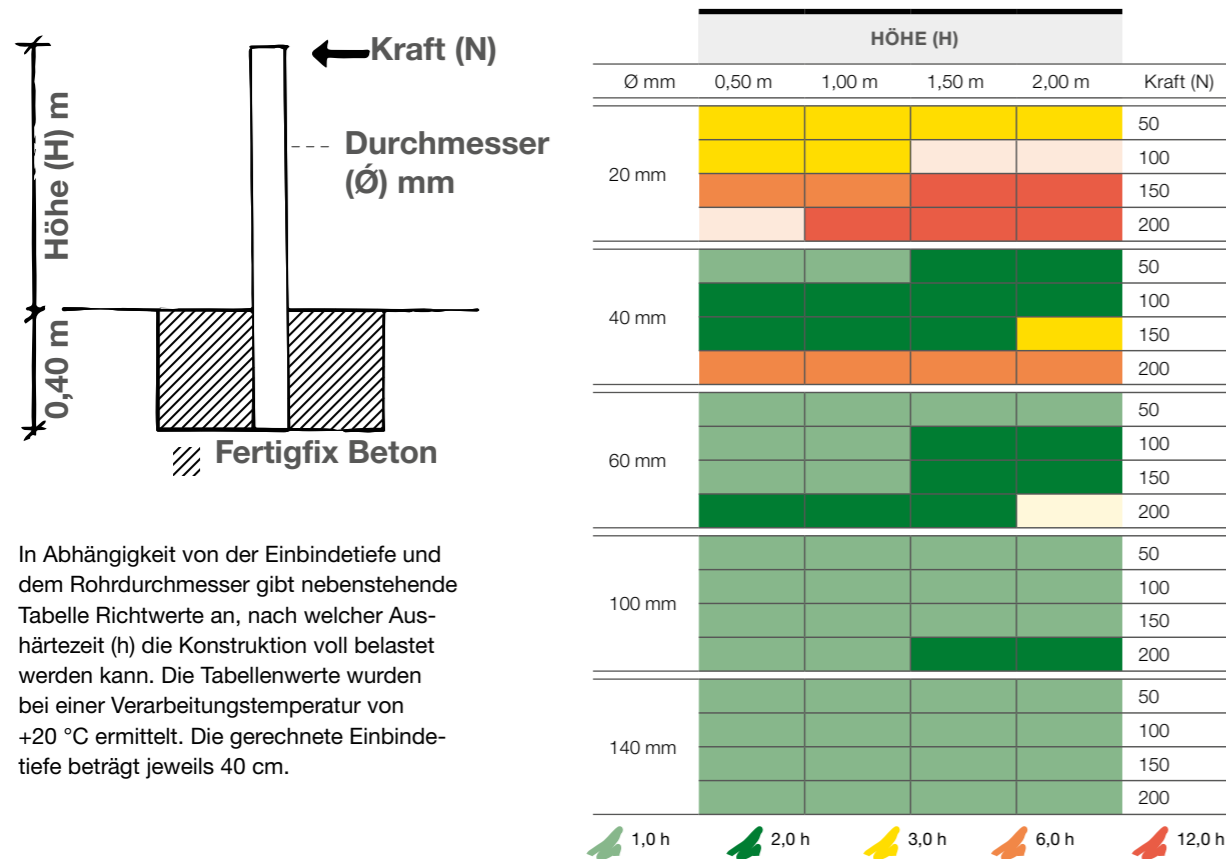 Kraft (N)
Höhe (H) m
Durchmesser
(Ǿ) mm
0,40 m
Fertigfix Beton
In Abhängigkeit von der Einbindetiefe und
dem Rohrdurchmesser gibt nebenstehende
Tabelle Richtwerte an, nach welcher Aus-
härtezeit (h) die Konstruktion voll belastet
werden kann. Die Tabellenwerte wurden
bei einer Verarbeitungstemperatur von
+20 °C ermittelt. Die gerechnete Einbinde-
tiefe beträgt jeweils 40 cm.
HÖHE (H)
Ø mm 0,50 m 1,00 m 1,50 m 2,00 m Kraft (N)
20 mm
50
100
150
200
40 mm
50
100
150
200
60 mm
50
100
150
200
100 mm
50
100
150
200
140 mm
50
100
150
200
1,0 h 2,0 h 3,0 h 6,0 h 12,0 h